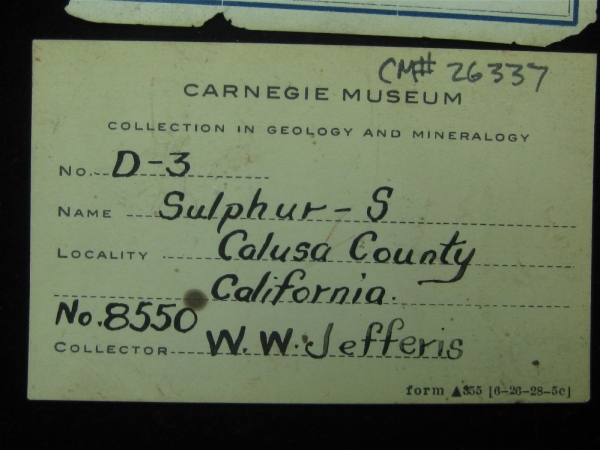 CM# 26337
CARNEGIE MUSEUM
COLLECTION IN GEOLOGY AND MINERALOGY
No. D-3
NAME Sulphur - S
LOCALITY Calusa County
California.
No. 8550
COLLECTOR W. W. Jefferis
form ▲355 [6-26-28-5c]